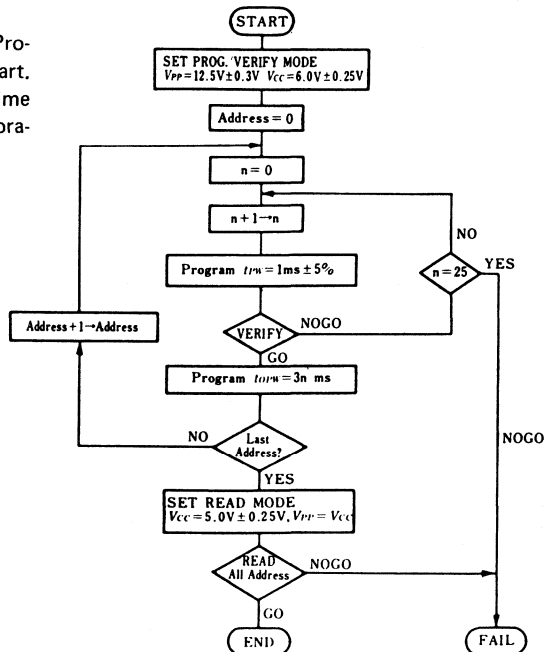 Pro-
art.
me
ora-
START
SET PROG. VERIFY MODE
VPP=12.5V±0.3V VCC=6.0V±0.25V
Address=0
n=0
n+1→n
NO
n=25
YES
Program tPW=1ms±5%
Address+1→Address
VERIFY
NOGO
GO
Program tOPW=3n ms
NO
Last
Address?
YES
NOGO
SET READ MODE
VCC=5.0V±0.25V, VPP=VCC
READ
All Address
NOGO
GO
END
FAIL